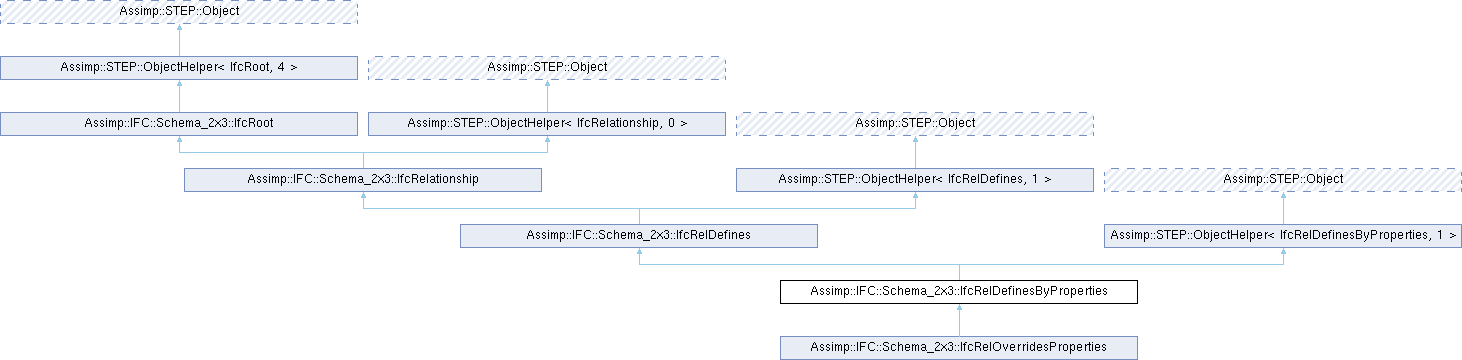 Assimp::STEP::Object
Assimp::STEP::ObjectHelper< IfcRoot, 4 >
Assimp::STEP::Object
Assimp::IFC::Schema_2x3::IfcRoot
Assimp::STEP::ObjectHelper< IfcRelationship, 0 >
Assimp::STEP::Object
Assimp::IFC::Schema_2x3::IfcRelationship
Assimp::STEP::ObjectHelper< IfcRelDefines, 1 >
Assimp::STEP::Object
Assimp::IFC::Schema_2x3::IfcRelDefines
Assimp::STEP::ObjectHelper< IfcRelDefinesByProperties, 1 >
Assimp::IFC::Schema_2x3::IfcRelDefinesByProperties
Assimp::IFC::Schema_2x3::IfcRelOverridesProperties